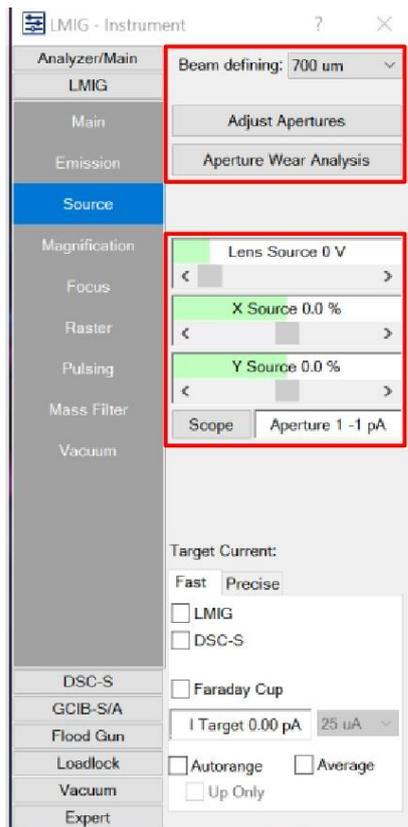 LMIG - Instrument ?
Analyzer/Main
LMIG
Main
Emission
Source
Magnification
Focus
Raster
Pulsing
Mass Filter
Vacuum
DSC-S
GCIB-S/A
Flood Gun
Loadlock
Vacuum
Expert
Beam defining: 700 um
Adjust Apertures
Aperture Wear Analysis
Lens Source 0 V
X Source 0.0 %
Y Source 0.0 %
Scope Aperture 1 -1 pA
Target Current:
Fast Precise
LMIG
DSC-S
Faraday Cup
I Target 0.00 pA 25 uA
Autorange Average
Up Only